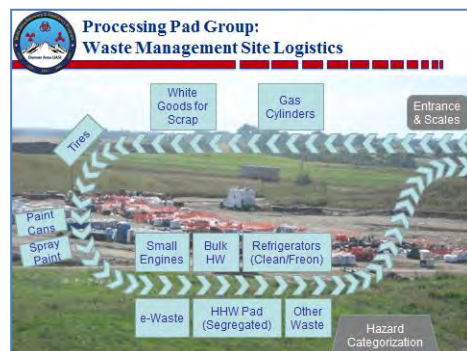 Processing Pad Group:
Waste Management Site Logistics
White
Goods for
Scrap
Gas
Cylinders
Entrance
& Scales
Tires
Paint
Cans
Spray
Paint
Small
Engines
Bulk
HW
Refrigerators
(Clean/Freon)
e-Waste
HHW Pad
(Segregated)
Other
Waste
Hazard
Categorization